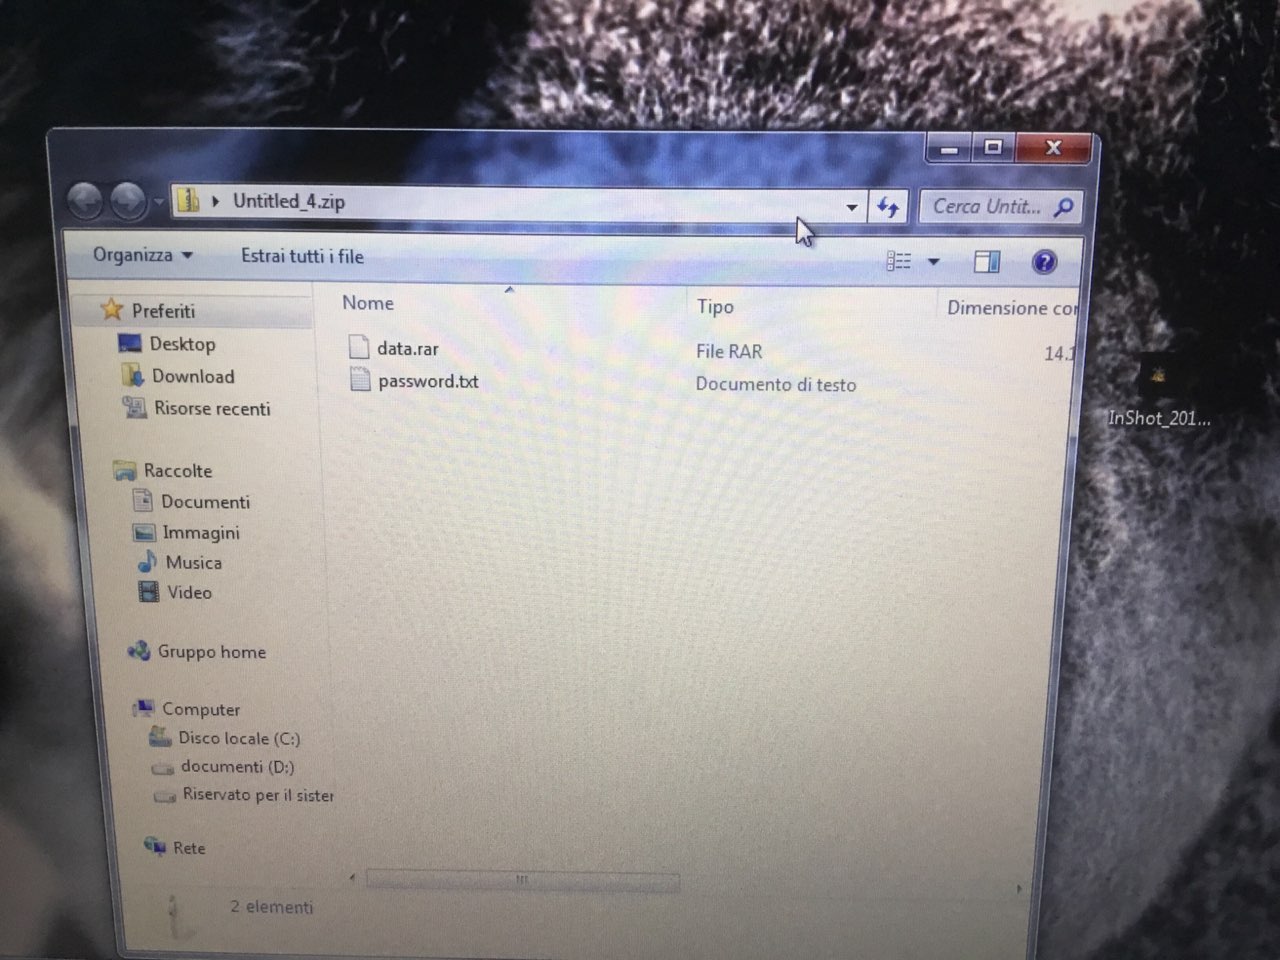 Untitled_4.zip
Cerca Untit...
Organizza
Estrai tutti i file
Preferiti
Desktop
Download
Risorse recenti
Raccolte
Documenti
Immagini
Musica
Video
Gruppo home
Computer
Disco locale (C:)
documenti (D:)
Riservato per il sister
Rete
Nome
Tipo
Dimensione cor
data.rar
File RAR
14.1
password.txt
Documento di testo
2 elementi
InShot_201...